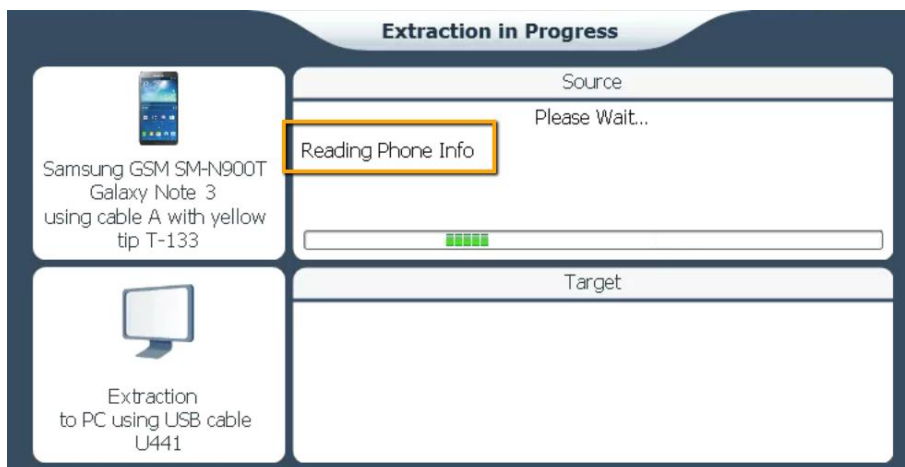 Extraction in Progress
Samsung GSM SM-N900T
Galaxy Note 3
using cable A with yellow
tip T-133
Source
Please Wait...
Reading Phone Info
Extraction
to PC using USB cable
U441
Target